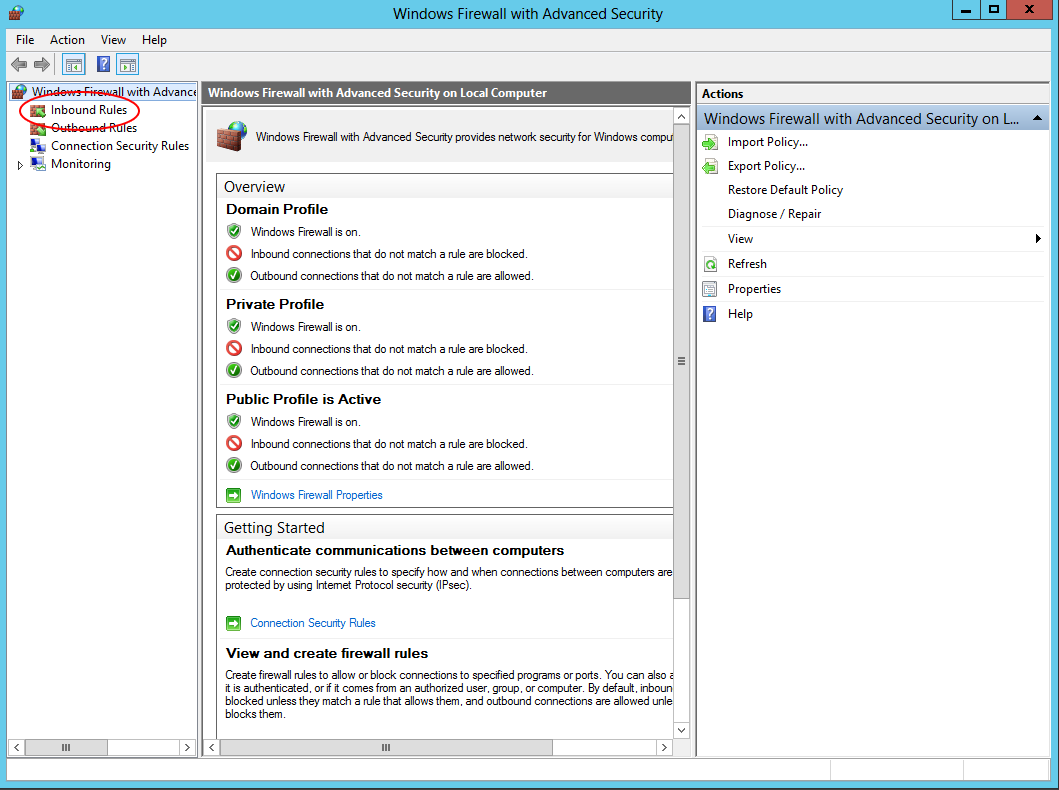 Windows Firewall with Advanced Security
X
File Action View Help
Windows Firewall with Advance
Inbound Rules
Outbound Rules
Connection Security Rules
Monitoring
Windows Firewall with Advanced Security on Local Computer
Windows Firewall with Advanced Security provides network security for Windows comput
Overview
Domain Profile
Windows Firewall is on.
Inbound connections that do not match a rule are blocked.
Outbound connections that do not match a rule are allowed.
Private Profile
Windows Firewall is on.
Inbound connections that do not match a rule are blocked.
Outbound connections that do not match a rule are allowed.
Public Profile is Active
Windows Firewall is on.
Inbound connections that do not match a rule are blocked.
Outbound connections that do not match a rule are allowed.
Windows Firewall Properties
Getting Started
Authenticate communications between computers
Create connection security rules to specify how and when connections between computers are
protected by using Internet Protocol security (IPsec).
Connection Security Rules
View and create firewall rules
Create firewall rules to allow or block connections to specified programs or ports. You can also a
it is authenticated, or if it comes from an authorized user, group, or computer. By default, inboun
blocked unless they match a rule that allows them, and outbound connections are allowed unle
blocks them.
Actions
Windows Firewall with Advanced Security on L...
Import Policy...
Export Policy...
Restore Default Policy
Diagnose / Repair
View
Refresh
Properties
Help